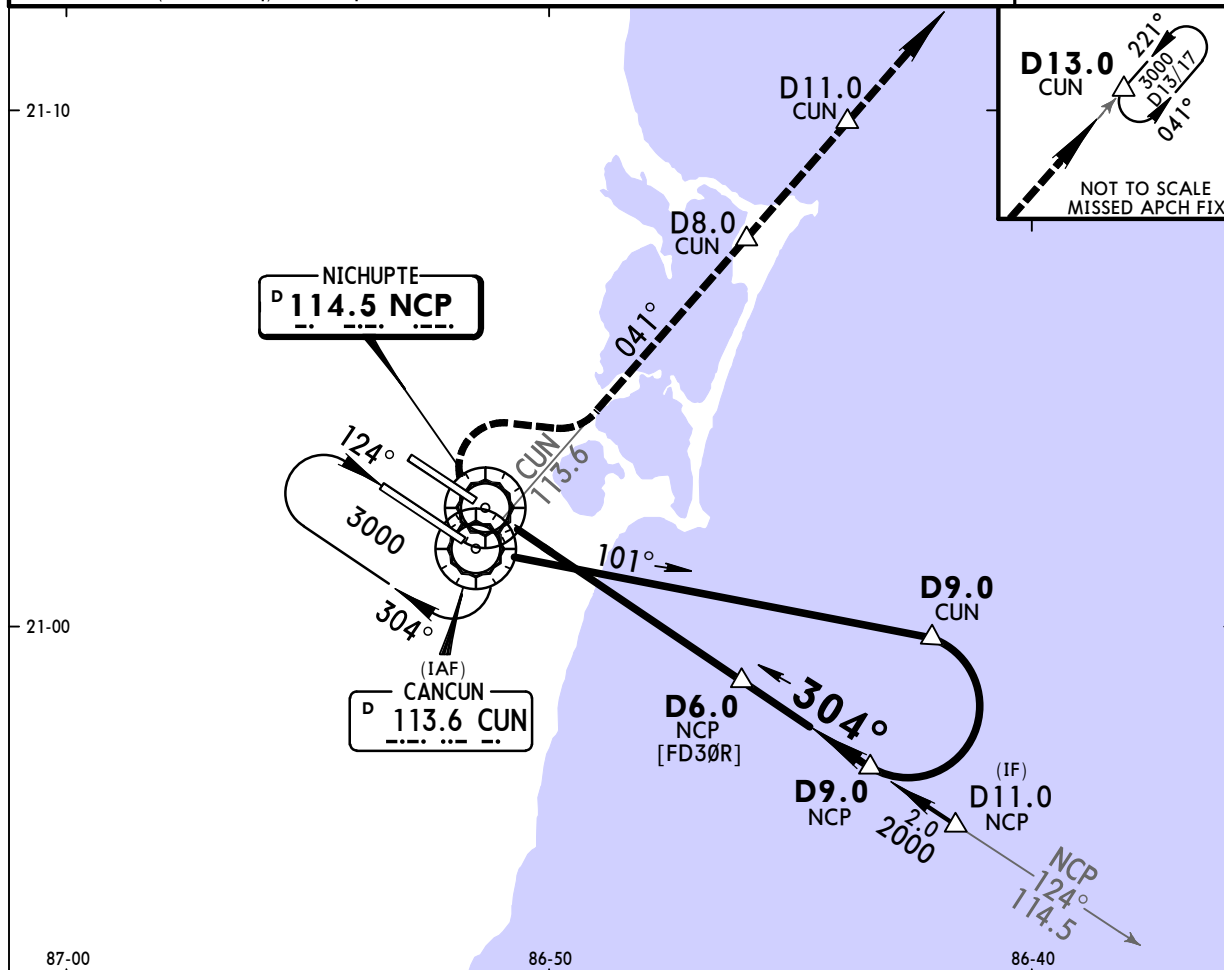 21-10
D11.0
CUN
D13.0
CUN
221°
3000
D13/17
041°
NOT TO SCALE
MISSED APCH FIX
D8.0
CUN
041°
NICHUPTE
D 114.5 NCP
CUN
113.6
124°
3000
304°
101°
D9.0
CUN
21-00
(IAF)
CANCUN
D 113.6 CUN
D6.0
NCP
[FD30R]
304°
D9.0
NCP
(IF)
D11.0
NCP
2.0
2000
NCP
124°
114.5
87-00
86-50
86-40